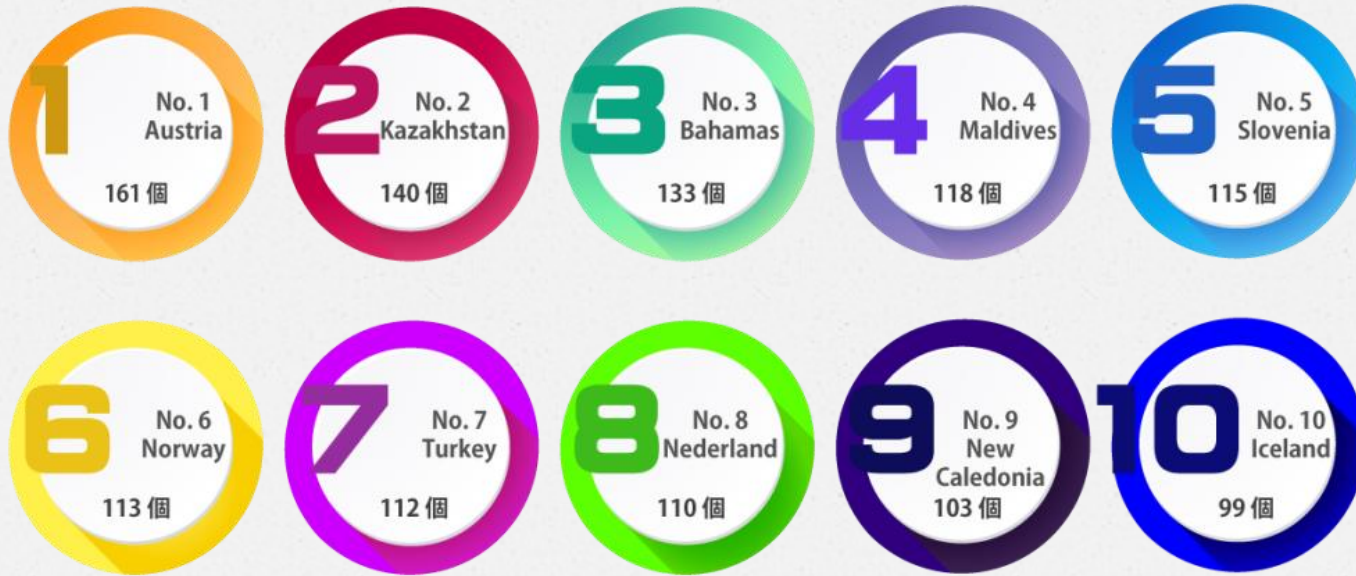 1
No. 1
Austria
161 個
2
No. 2
Kazakhstan
140 個
3
No. 3
Bahamas
133 個
4
No. 4
Maldives
118 個
5
No. 5
Slovenia
115 個
6
No. 6
Norway
113 個
7
No. 7
Turkey
112 個
8
No. 8
Nederland
110 個
9
No. 9
New
Caledonia
103 個
10
No. 10
Iceland
99 個